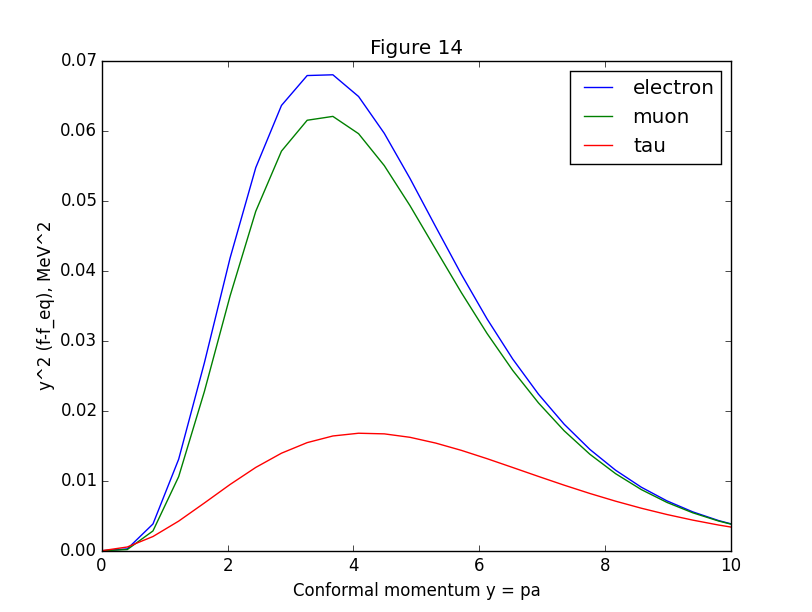 Figure 14
electron
muon
tau
0.07
0.06
0.05
0.04
0.03
0.02
0.01
0.00
y^2 (f-f_eq), MeV^2
0 2 4 6 8 10
Conformal momentum y = pa